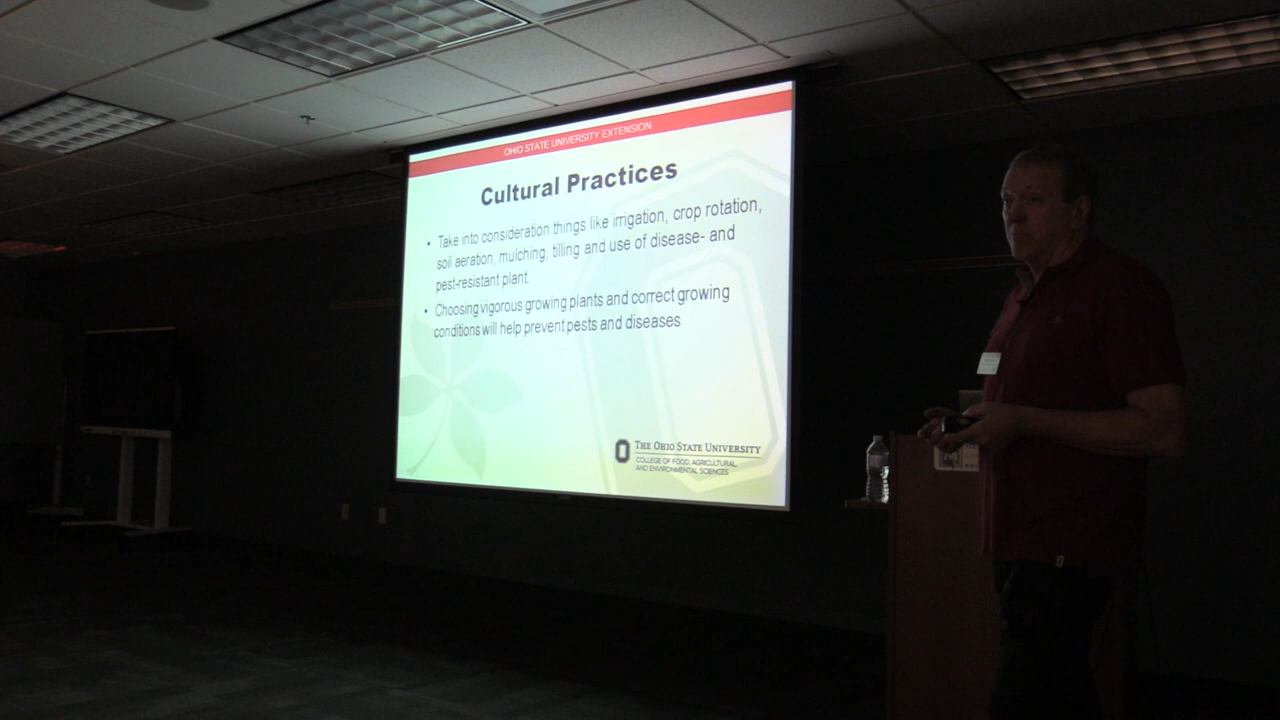 OHIO STATE UNIVERSITY EXTENSION
Cultural Practices
• Take into consideration things like irrigation, crop rotation,
soil aeration, mulching, tilling and use of disease- and
pest-resistant plant.
• Choosing vigorous growing plants and correct growing
conditions will help prevent pests and diseases
THE OHIO STATE UNIVERSITY
COLLEGE OF FOOD, AGRICULTURAL,
AND ENVIRONMENTAL SCIENCES